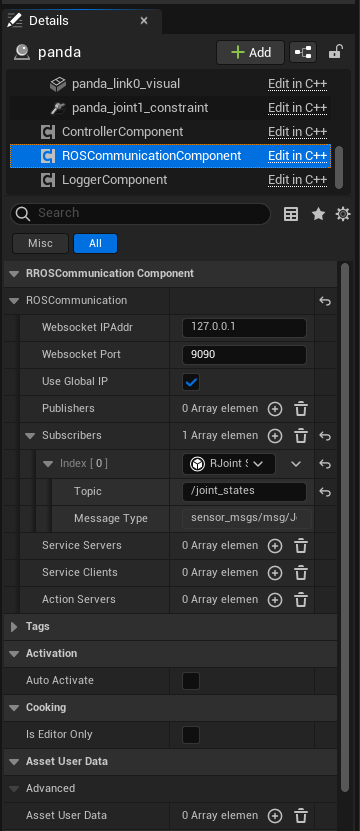 Details
panda
Add
panda_link0_visual Edit in C++
panda_joint1_constraint Edit in C++
ControllerComponent Edit in C++
ROSCommunicationComponent Edit in C++
LoggerComponent Edit in C++
Search
Misc All
RROSCommunication Component
ROSCommunication
Websocket IPAddr 127.0.0.1
Websocket Port 9090
Use Global IP
Publishers 0 Array elemen
Subscribers 1 Array elemen
Index [ 0 ] RJoint
Topic /joint_states
Message Type sensor_msgs/msg/J
Service Servers 0 Array elemen
Service Clients 0 Array elemen
Action Servers 0 Array elemen
Tags
Activation
Auto Activate
Cooking
Is Editor Only
Asset User Data
Advanced
Asset User Data 0 Array elemen